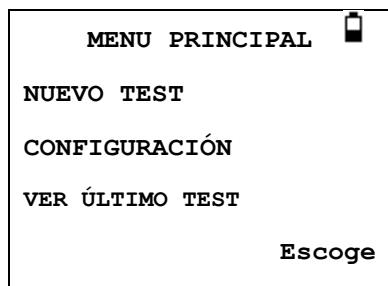 MENU PRINCIPAL
NUEVO TEST
CONFIGURACIÓN
VER ÚLTIMO TEST
Escoge